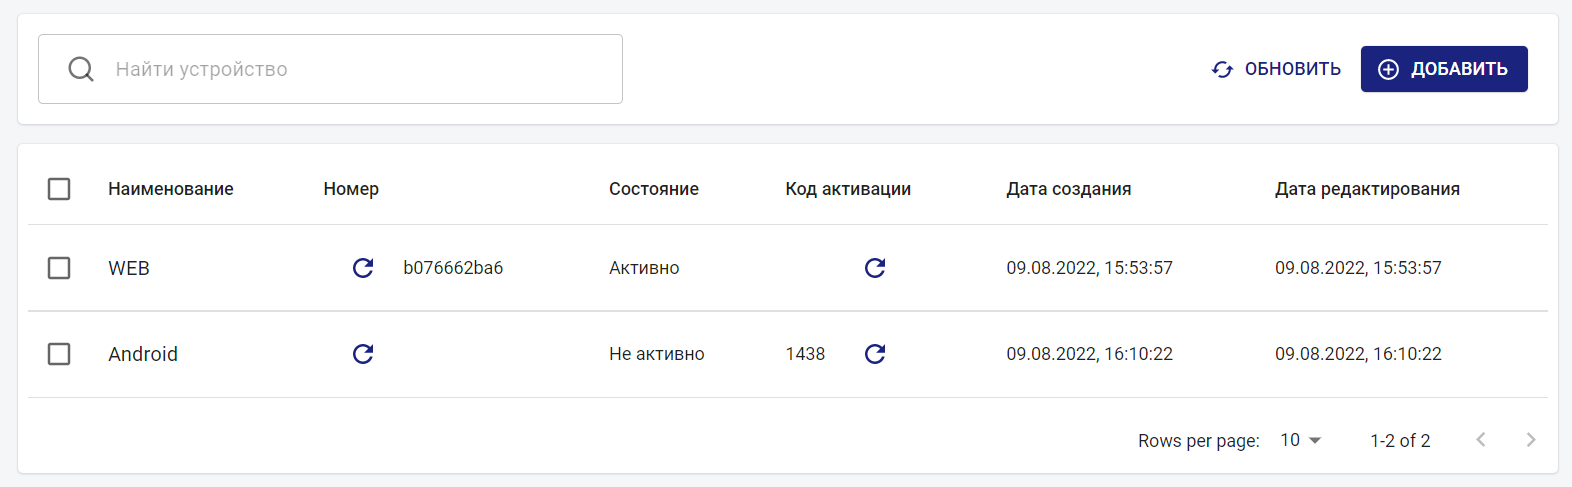 Найти устройство
ОБНОВИТЬ
ДОБАВИТЬ
Наименование Номер Состояние Код активации Дата создания Дата редактирования
WEB b076662ba6 Активно 09.08.2022, 15:53:57 09.08.2022, 15:53:57
Android Не активно 1438 09.08.2022, 16:10:22 09.08.2022, 16:10:22
Rows per page: 10 1-2 of 2